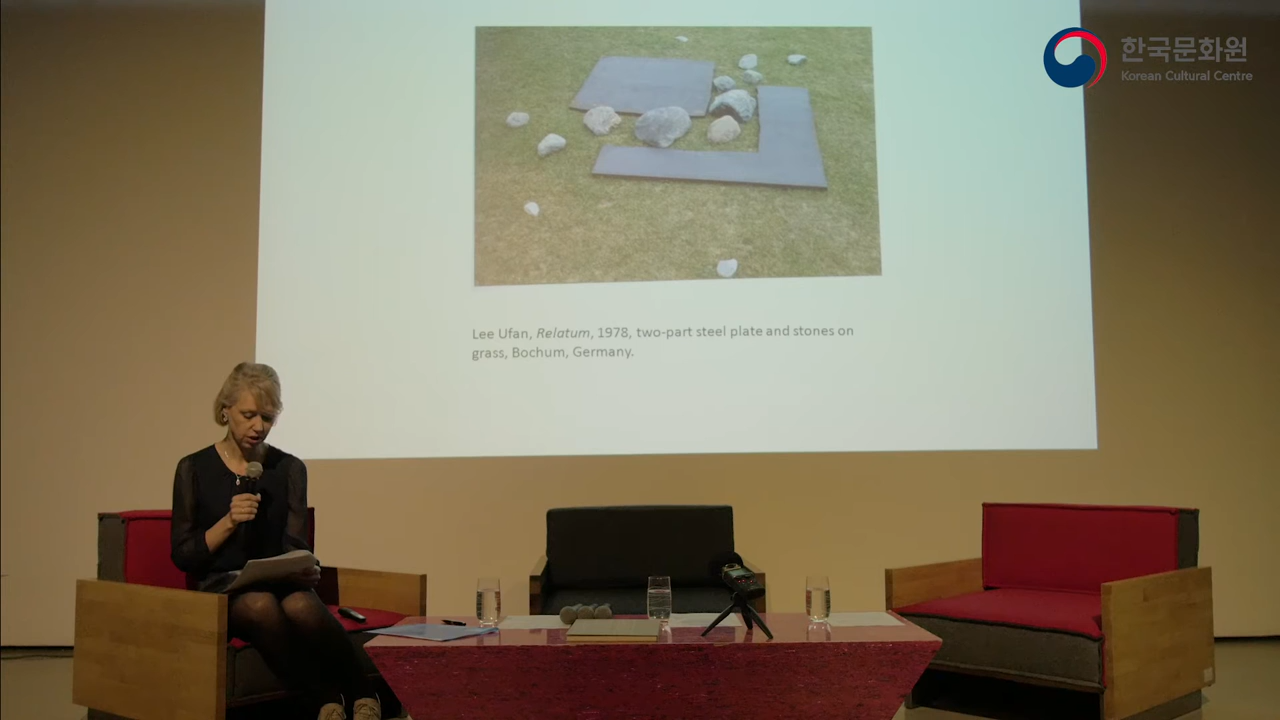 한국문화원
Korean Cultural Centre
Lee Ufan, Relatum, 1978, two-part steel plate and stones on
grass, Bochum, Germany.